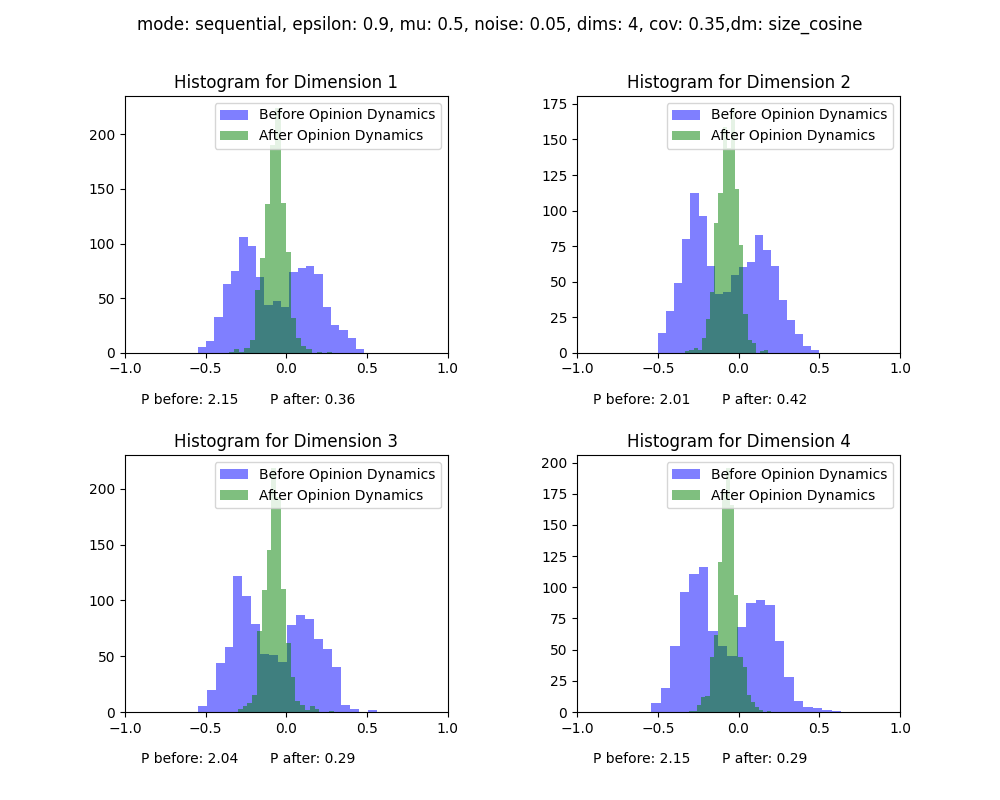 mode: sequential, epsilon: 0.9, mu: 0.5, noise: 0.05, dims: 4, cov: 0.35,dm: size_cosine
Histogram for Dimension 1
Before Opinion Dynamics
After Opinion Dynamics
200
150
100
50
0
−1.0 −0.5 0.0 0.5 1.0
P before: 2.15 P after: 0.36
Histogram for Dimension 2
Before Opinion Dynamics
After Opinion Dynamics
175
150
125
100
75
50
25
0
−1.0 −0.5 0.0 0.5 1.0
P before: 2.01 P after: 0.42
Histogram for Dimension 3
Before Opinion Dynamics
After Opinion Dynamics
200
150
100
50
0
−1.0 −0.5 0.0 0.5 1.0
P before: 2.04 P after: 0.29
Histogram for Dimension 4
Before Opinion Dynamics
After Opinion Dynamics
200
175
150
125
100
75
50
25
0
−1.0 −0.5 0.0 0.5 1.0
P before: 2.15 P after: 0.29